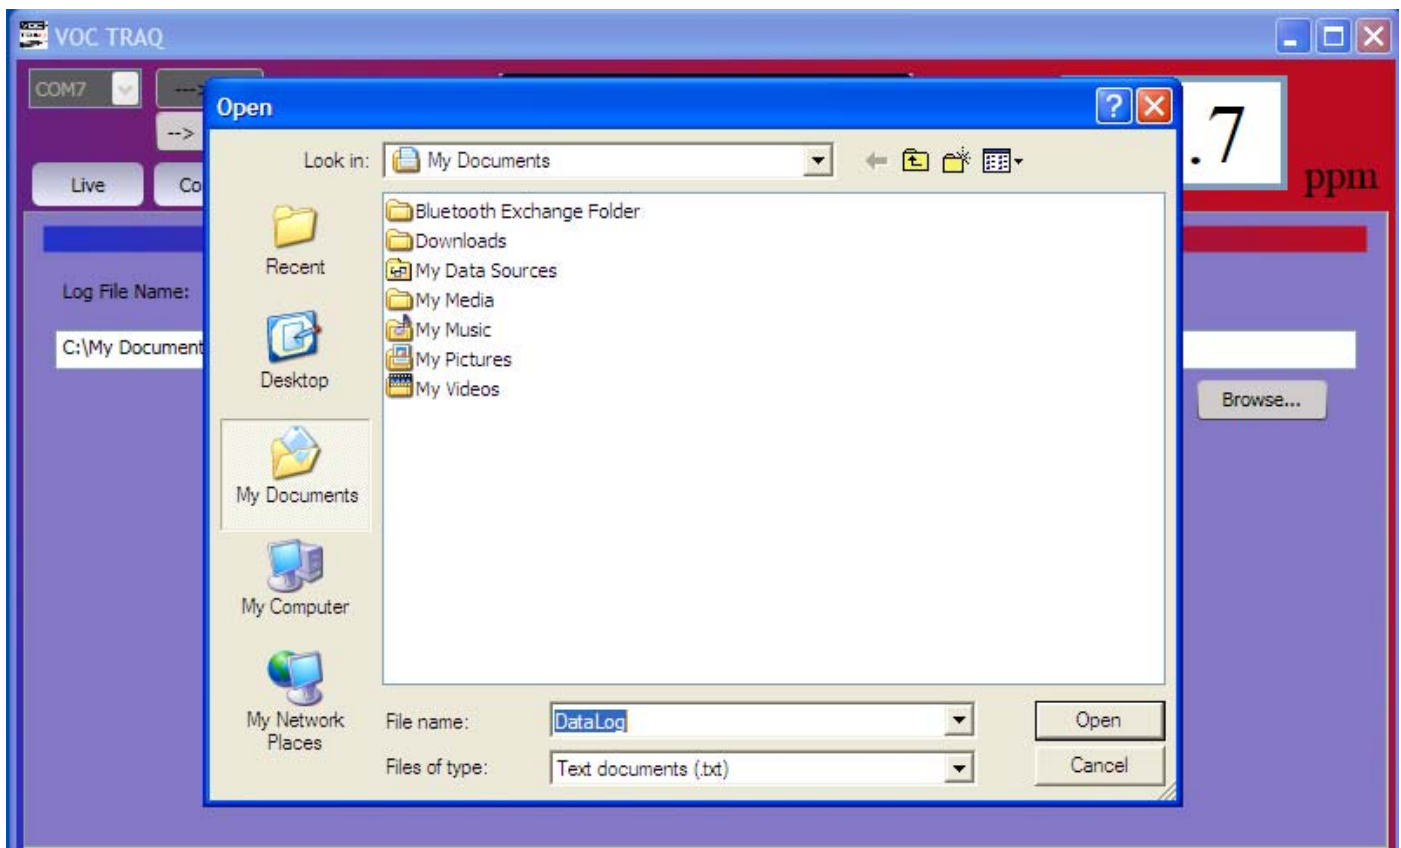 VOC TRAQ
COM7
--->
-->
Live
Co
.7
ppm
Log File Name:
C:\My Document
Browse...
Open
Look in:
My Documents
Bluetooth Exchange Folder
Downloads
My Data Sources
My Media
My Music
My Pictures
My Videos
Recent
Desktop
My Documents
My Computer
My Network
Places
File name:
DataLog
Open
Files of type:
Text documents (.txt)
Cancel